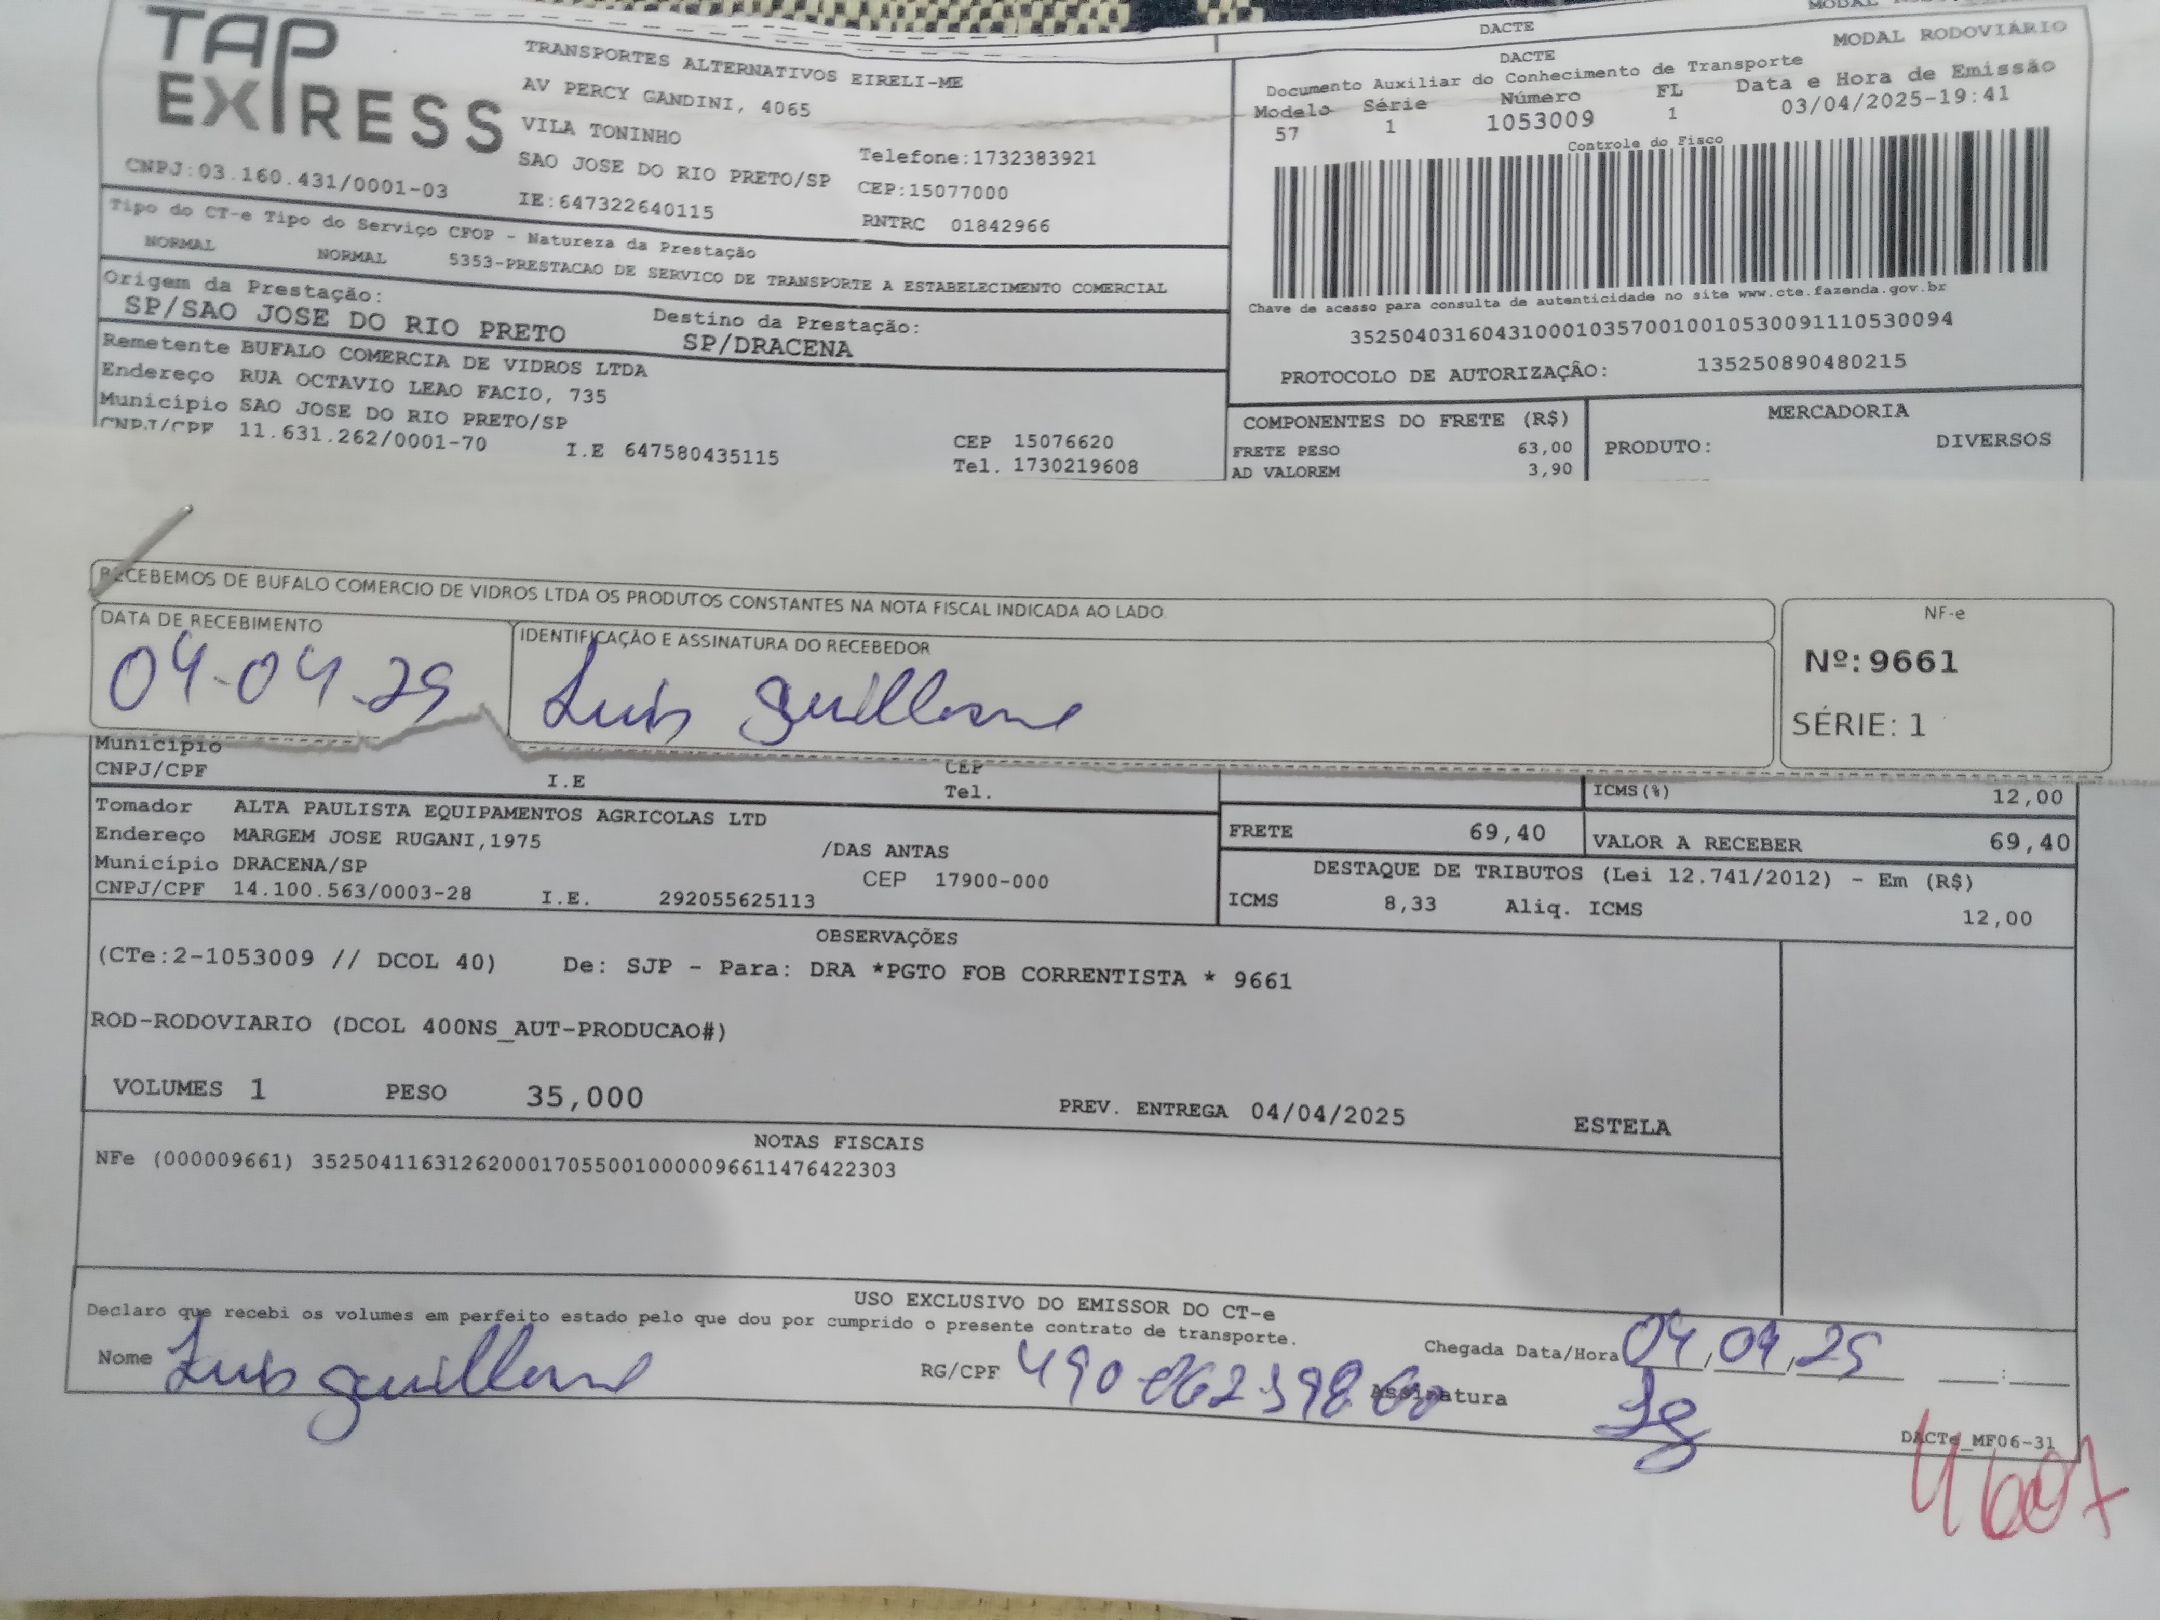 TAP
EXPRESS
TRANSPORTES ALTERNATIVOS EIRELI-ME
AV PERCY GANDINI, 4065
VILA TONINHO
SAO JOSE DO RIO PRETO/SP
Telefone:1732383921
CEP:15077000
CNPJ:03.160.431/0001-03
IE:647322640115
RNTRC 01842966
DACTE
MODAL RODOVIÁRIO
DACTE
Documento Auxiliar do Conhecimento de Transporte
Modelo Série Número FL Data e Hora de Emissão
57 1 1053009 1 03/04/2025-19:41
Controle do Fisco
Chave de acesso para consulta de autenticidade no site www.cte.fazenda.gov.br
35250403160431000103570010010530091110530094
PROTOCOLO DE AUTORIZAÇÃO: 135250890480215
Tipo do CT-e Tipo do Serviço CFOP - Natureza da Prestação
NORMAL NORMAL 5353-PRESTACAO DE SERVICO DE TRANSPORTE A ESTABELECIMENTO COMERCIAL
Origem da Prestação:
SP/SAO JOSE DO RIO PRETO
Destino da Prestação:
SP/DRACENA
Remetente BUFALO COMERCIA DE VIDROS LTDA
Endereço RUA OCTAVIO LEAO FACIO, 735
Município SAO JOSE DO RIO PRETO/SP
CNPJ/CPF 11.631.262/0001-70 I.E 647580435115
CEP 15076620
Tel. 1730219608
COMPONENTES DO FRETE (R$)
FRETE PESO 63,00
AD VALOREM 3,90
MERCADORIA
PRODUTO: DIVERSOS
RECEBEMOS DE BUFALO COMERCIO DE VIDROS LTDA OS PRODUTOS CONSTANTES NA NOTA FISCAL INDICADA AO LADO.
DATA DE RECEBIMENTO
04-04-25
IDENTIFICAÇÃO E ASSINATURA DO RECEBEDOR
Luis Guilherme
NF-e
Nº: 9661
SÉRIE: 1
Município
CNPJ/CPF I.E
CEP
Tel.
ICMS(%) 12,00
Tomador ALTA PAULISTA EQUIPAMENTOS AGRICOLAS LTD
Endereço MARGEM JOSE RUGANI,1975 /DAS ANTAS
Município DRACENA/SP CEP 17900-000
CNPJ/CPF 14.100.563/0003-28 I.E. 292055625113
FRETE 69,40 VALOR A RECEBER 69,40
DESTAQUE DE TRIBUTOS (Lei 12.741/2012) - Em (R$)
ICMS 8,33 Aliq. ICMS 12,00
OBSERVAÇÕES
(CTe:2-1053009 // DCOL 40) De: SJP - Para: DRA *PGTO FOB CORRENTISTA * 9661
ROD-RODOVIARIO (DCOL 400NS_AUT-PRODUCAO#)
VOLUMES 1 PESO 35,000 PREV. ENTREGA 04/04/2025 ESTELA
NOTAS FISCAIS
NFe (000009661) 35250411631262000170550010000096611476422303
USO EXCLUSIVO DO EMISSOR DO CT-e
Declaro que recebi os volumes em perfeito estado pelo que dou por cumprido o presente contrato de transporte.
Nome Luis Guilherme RG/CPF Chegada Data/Hora 04/04/25 :
Assinatura Lg
DACTe_MF06-31